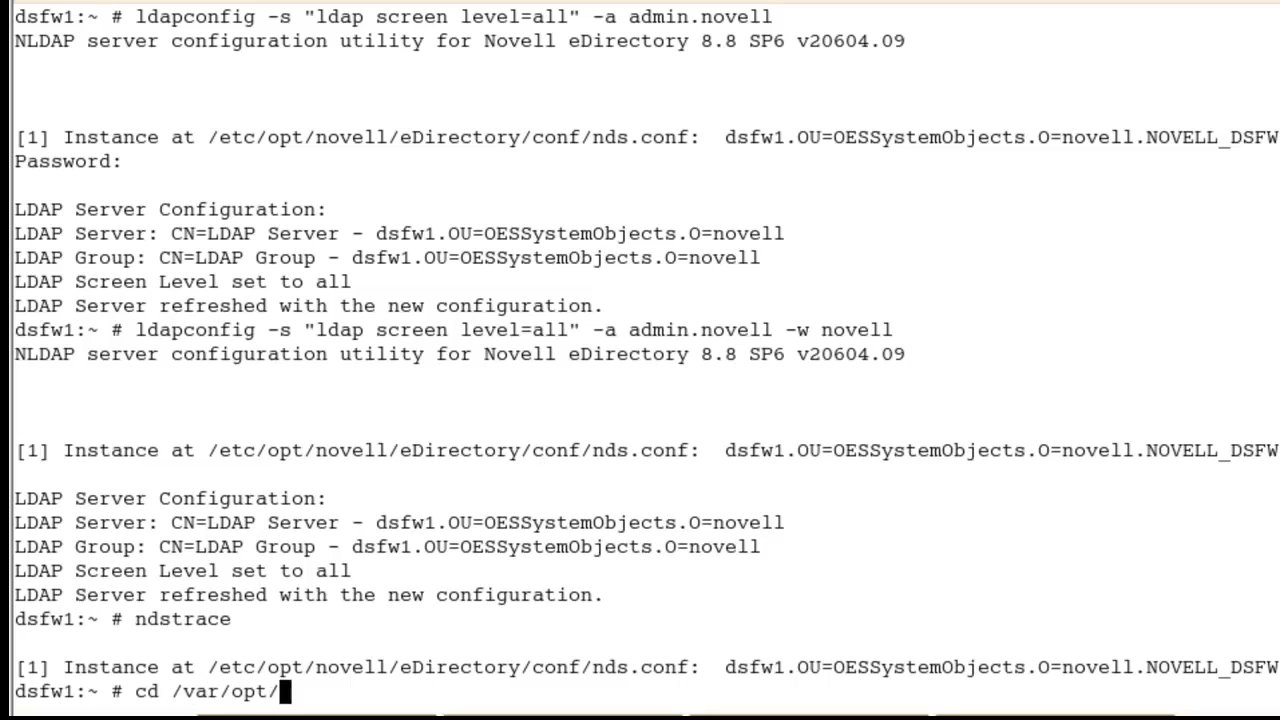 dsfw1:~ # ldapconfig -s "ldap screen level=all" -a admin.novell
NLDAP server configuration utility for Novell eDirectory 8.8 SP6 v20604.09
[1] Instance at /etc/opt/novell/eDirectory/conf/nds.conf:  dsfw1.OU=OESSystemObjects.O=novell.NOVELL_DSFW
Password:
LDAP Server Configuration:
LDAP Server: CN=LDAP Server - dsfw1.OU=OESSystemObjects.O=novell
LDAP Group: CN=LDAP Group - dsfw1.OU=OESSystemObjects.O=novell
LDAP Screen Level set to all
LDAP Server refreshed with the new configuration.
dsfw1:~ # ldapconfig -s "ldap screen level=all" -a admin.novell -w novell
NLDAP server configuration utility for Novell eDirectory 8.8 SP6 v20604.09
[1] Instance at /etc/opt/novell/eDirectory/conf/nds.conf:  dsfw1.OU=OESSystemObjects.O=novell.NOVELL_DSFW
LDAP Server Configuration:
LDAP Server: CN=LDAP Server - dsfw1.OU=OESSystemObjects.O=novell
LDAP Group: CN=LDAP Group - dsfw1.OU=OESSystemObjects.O=novell
LDAP Screen Level set to all
LDAP Server refreshed with the new configuration.
dsfw1:~ # ndstrace
[1] Instance at /etc/opt/novell/eDirectory/conf/nds.conf:  dsfw1.OU=OESSystemObjects.O=novell.NOVELL_DSFW
dsfw1:~ # cd /var/opt/